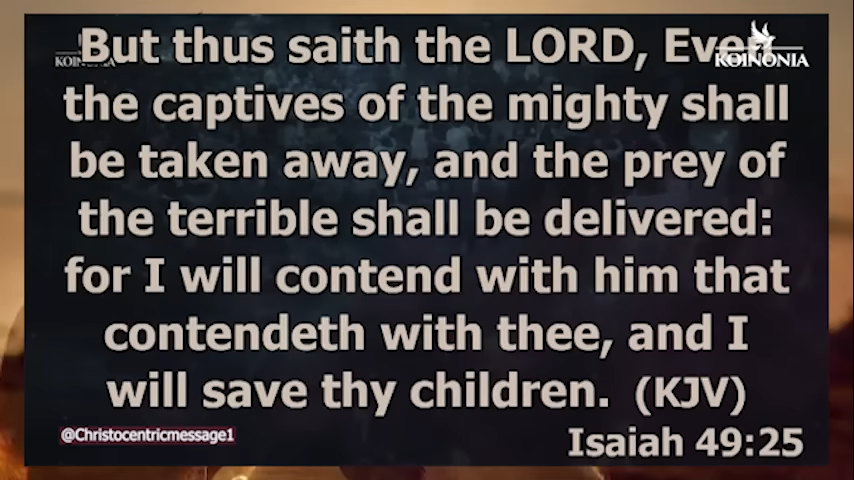 But thus saith the LORD, Even
KOINONIA
KOINONIA
the captives of the mighty shall
be taken away, and the prey of
the terrible shall be delivered:
for I will contend with him that
contendeth with thee, and I
will save thy children. (KJV)
@Christocentricmessage1
Isaiah 49:25